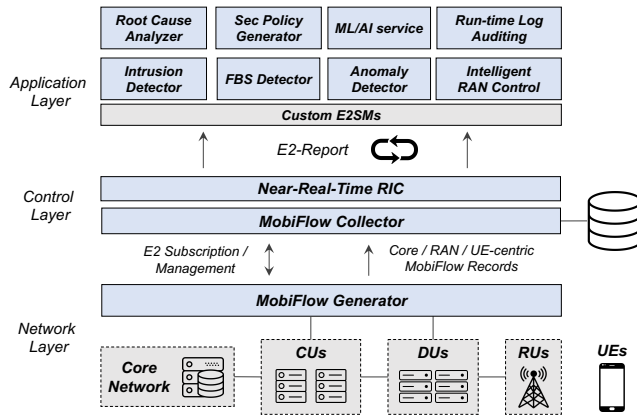 Root Cause
Analyzer
Sec Policy
Generator
ML/AI service
Run-time Log
Auditing
Application
Layer
Intrusion
Detector
FBS Detector
Anomaly
Detector
Intelligent
RAN Control
Custom E2SMs
E2-Report
Control
Layer
Near-Real-Time RIC
MobiFlow Collector
E2 Subscription /
Management
Core / RAN / UE-centric
MobiFlow Records
MobiFlow Generator
Network
Layer
Core
Network
CUs
DUs
RUs
UEs